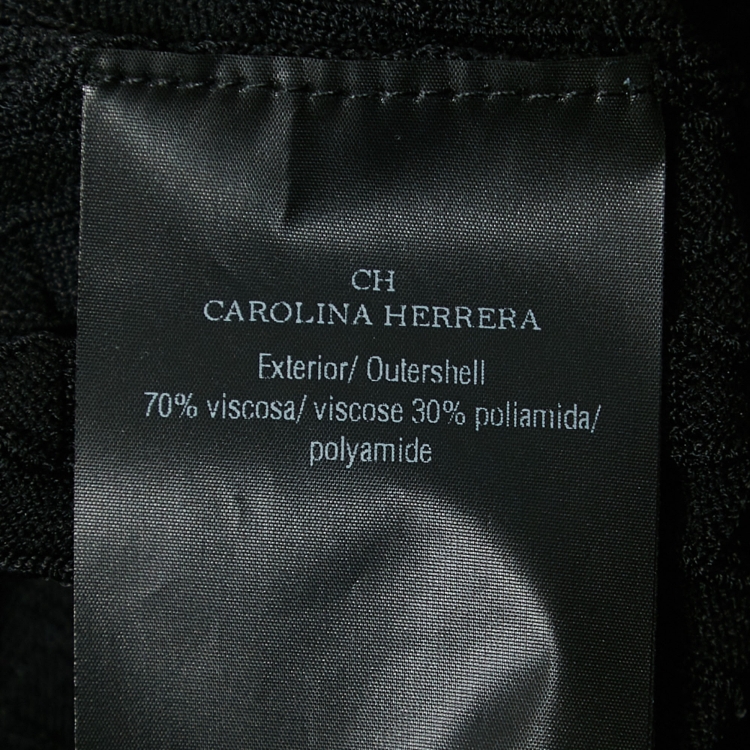 CH
CAROLINA HERRERA
Exterior/ Outershell
70% viscosa/ viscose 30% poliamida/
polyamide